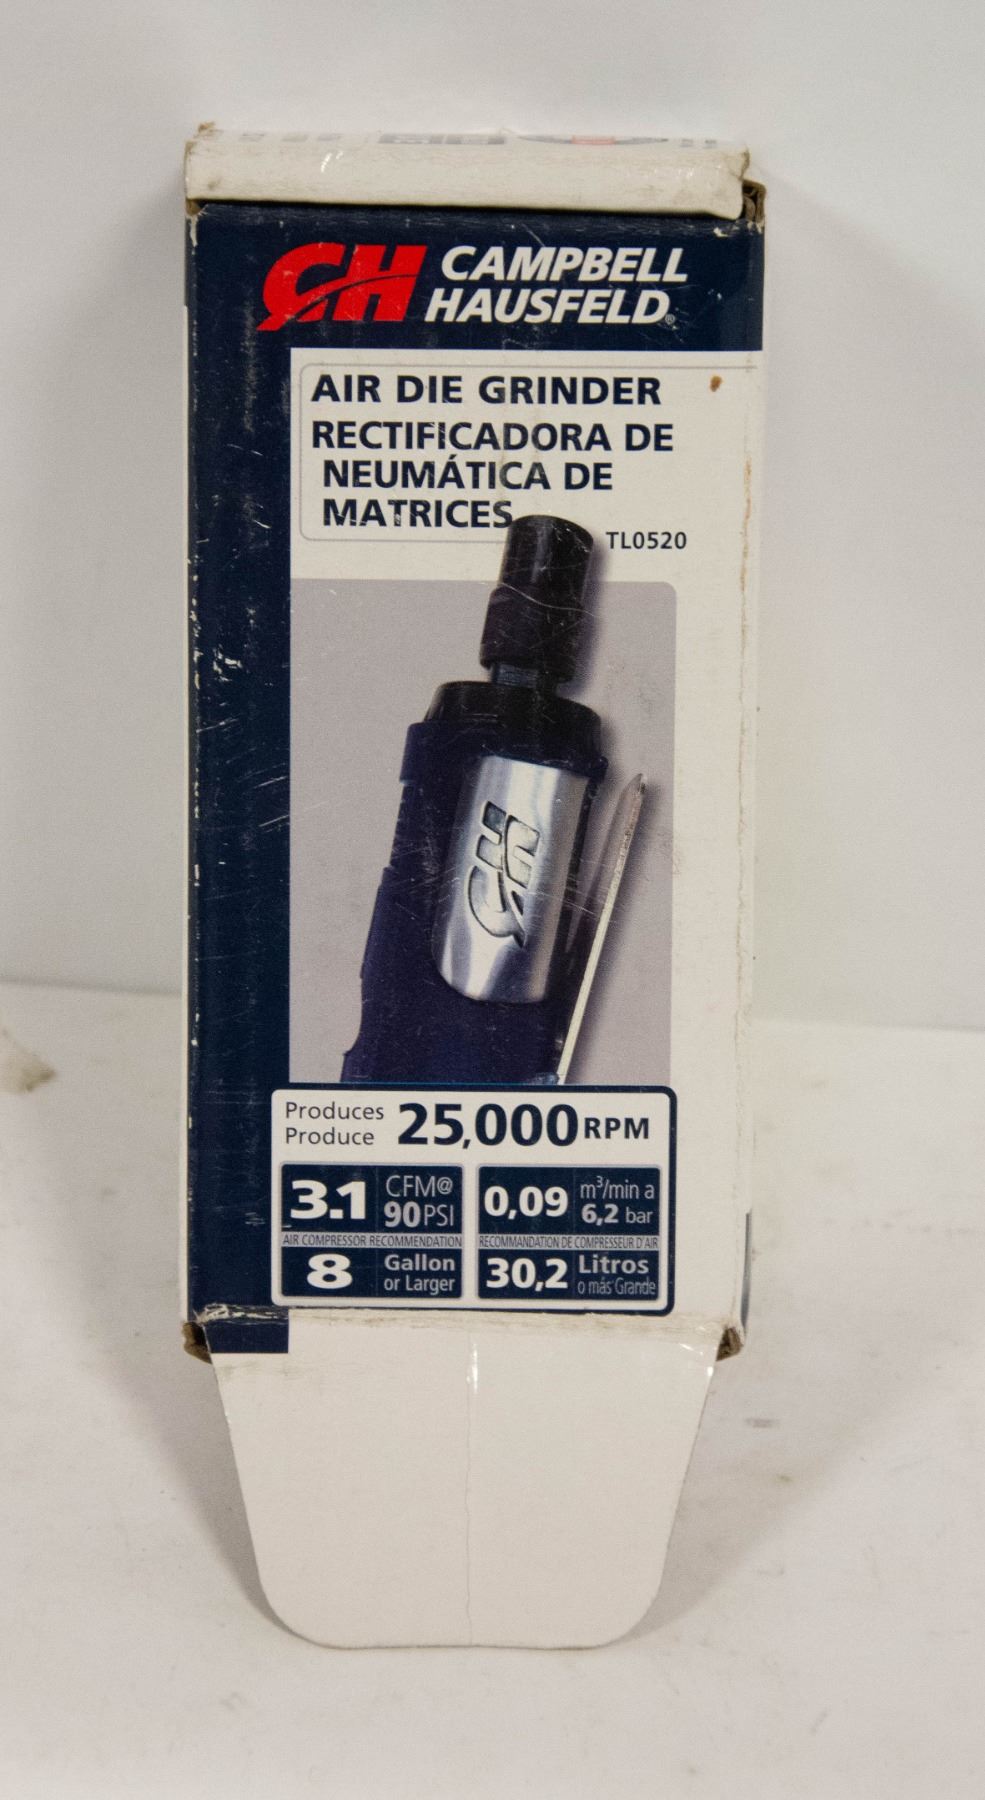 CAMPBELL
HAUSFELD®
AIR DIE GRINDER
RECTIFICADORA DE
NEUMÁTICA DE
MATRICES
TL0520
Produces
Produce
25,000 RPM
3.1 CFM@
90 PSI
AIR COMPRESSOR RECOMMENDATION
8 Gallon
or Larger
0,09 m³/min a
6,2 bar
RECOMMANDATION DE COMPRESSEUR D'AIR
30,2 Litros
o más Grande